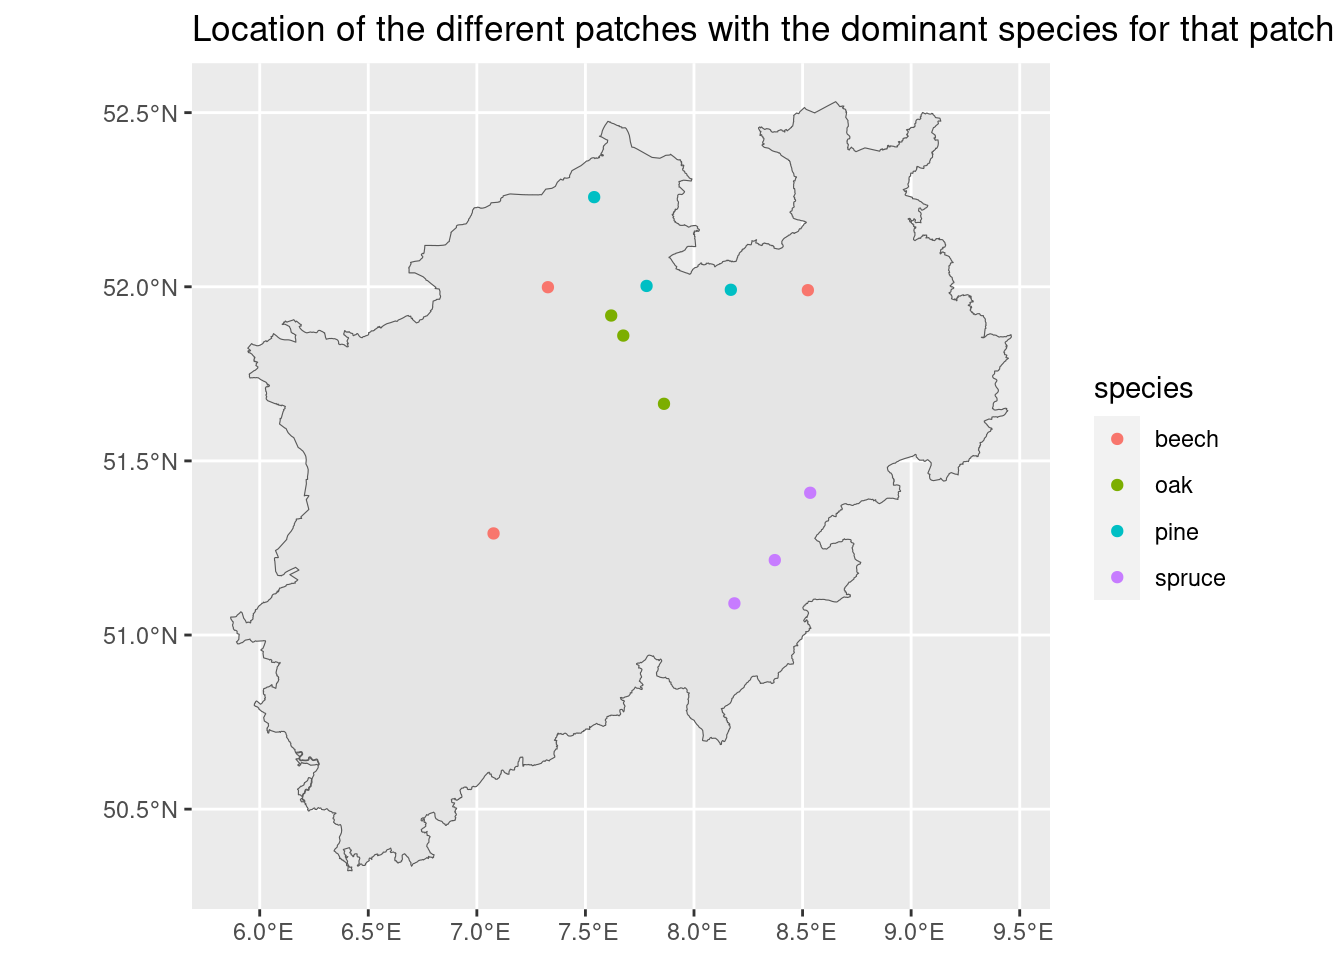 Location of the different patches with the dominant species for that patch
52.5°N
52.0°N
51.5°N
51.0°N
50.5°N
6.0°E 6.5°E 7.0°E 7.5°E 8.0°E 8.5°E 9.0°E 9.5°E
species
beech
oak
pine
spruce